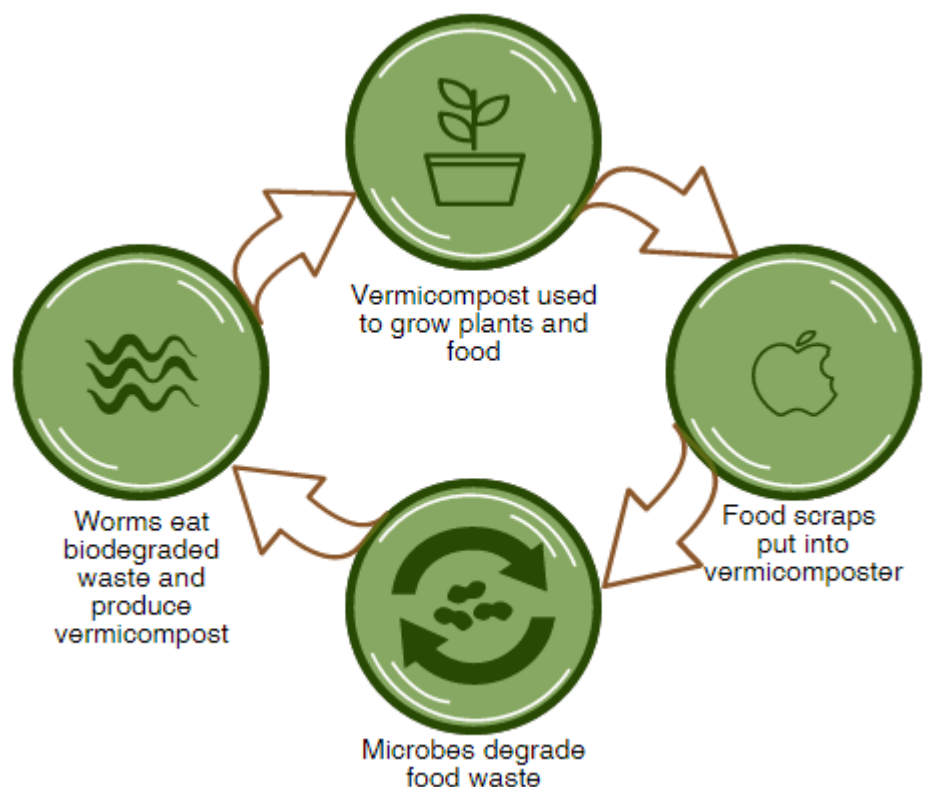 Vermicompost used
to grow plants and
food
Food scraps
put into
vermicomposter
Microbes degrade
food waste
Worms eat
biodegraded
waste and
produce
vermicompost